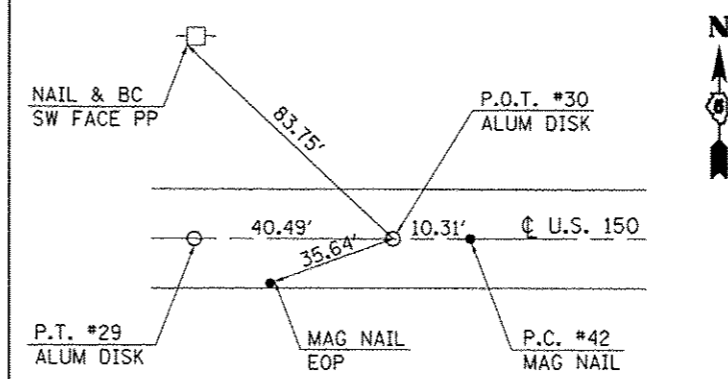 N
NAIL & BC
SW FACE PP
83.75'
P.O.T. #30
ALUM DISK
40.49'
10.31'
℄ U.S. 150
35.64'
P.T. #29
ALUM DISK
MAG NAIL
EOP
P.C. #42
MAG NAIL